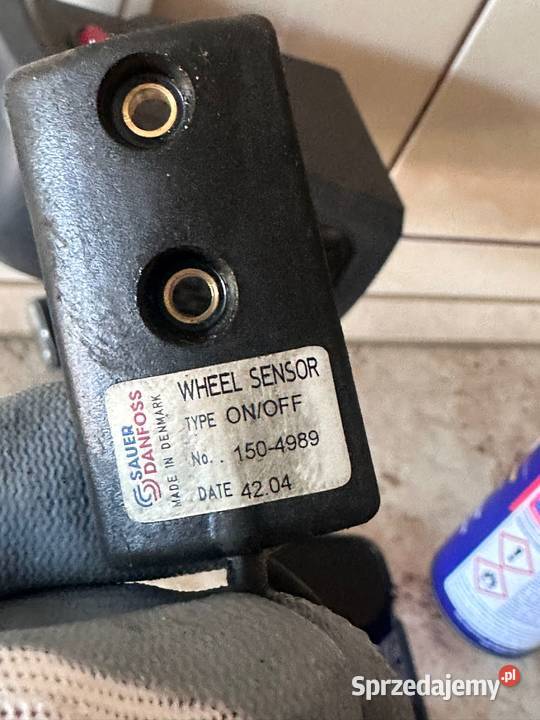 SAUER
DANFOSS
MADE IN DENMARK
WHEEL SENSOR
TYPE ON/OFF
No.. 150-4989
DATE 42.04
Sprzedajemy.pl